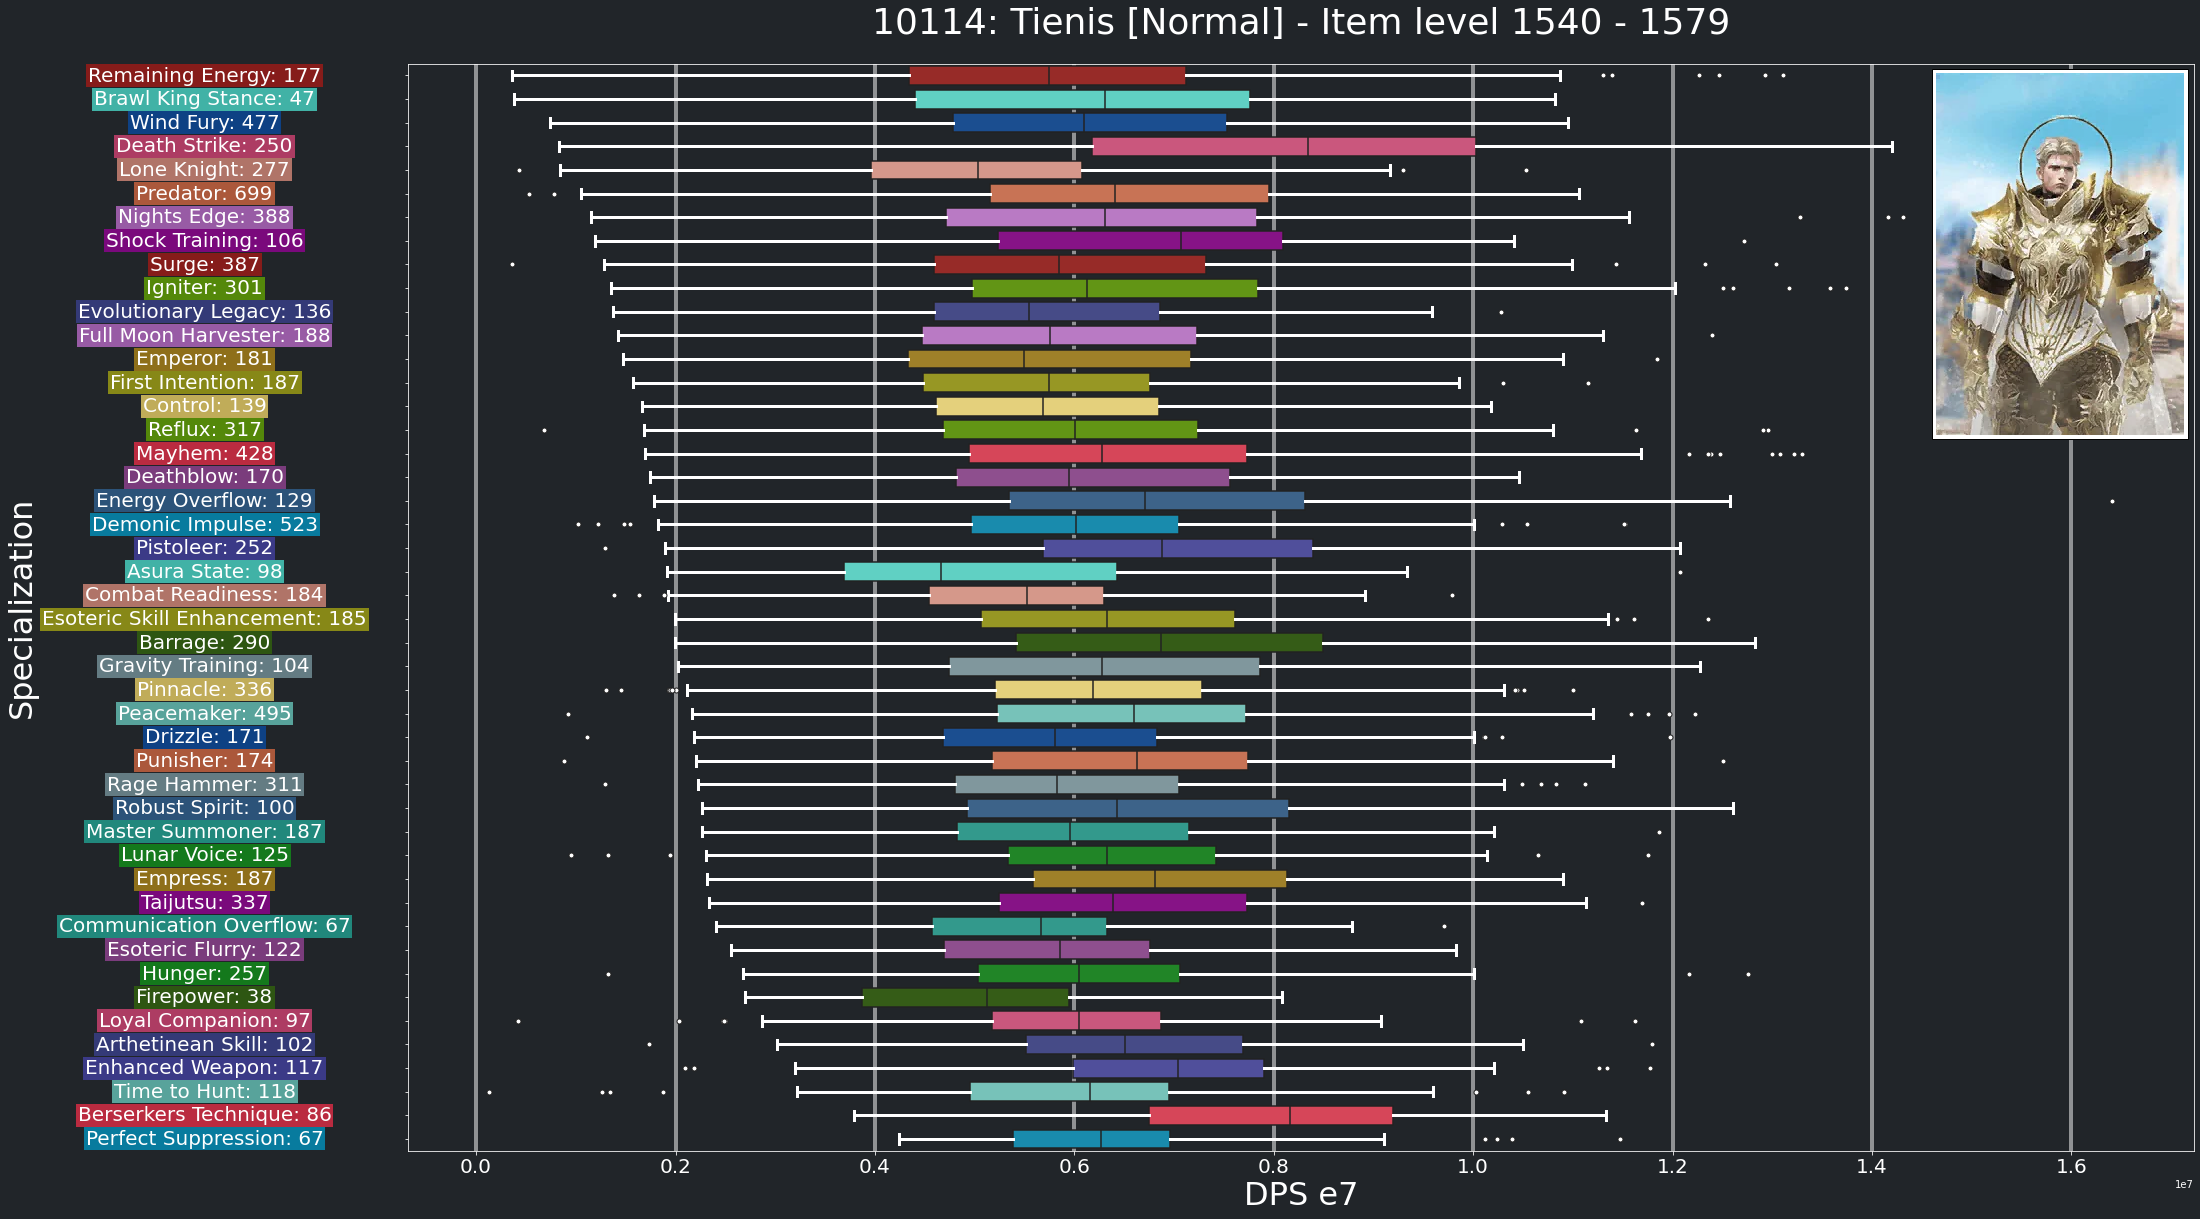 10114: Tienis [Normal] - Item level 1540 - 1579
Specialization
Remaining Energy: 177
Brawl King Stance: 47
Wind Fury: 477
Death Strike: 250
Lone Knight: 277
Predator: 699
Nights Edge: 388
Shock Training: 106
Surge: 387
Igniter: 301
Evolutionary Legacy: 136
Full Moon Harvester: 188
Emperor: 181
First Intention: 187
Control: 139
Reflux: 317
Mayhem: 428
Deathblow: 170
Energy Overflow: 129
Demonic Impulse: 523
Pistoleer: 252
Asura State: 98
Combat Readiness: 184
Esoteric Skill Enhancement: 185
Barrage: 290
Gravity Training: 104
Pinnacle: 336
Peacemaker: 495
Drizzle: 171
Punisher: 174
Rage Hammer: 311
Robust Spirit: 100
Master Summoner: 187
Lunar Voice: 125
Empress: 187
Taijutsu: 337
Communication Overflow: 67
Esoteric Flurry: 122
Hunger: 257
Firepower: 38
Loyal Companion: 97
Arthetinean Skill: 102
Enhanced Weapon: 117
Time to Hunt: 118
Berserkers Technique: 86
Perfect Suppression: 67
0.0 0.2 0.4 0.6 0.8 1.0 1.2 1.4 1.6
1e7
DPS e7